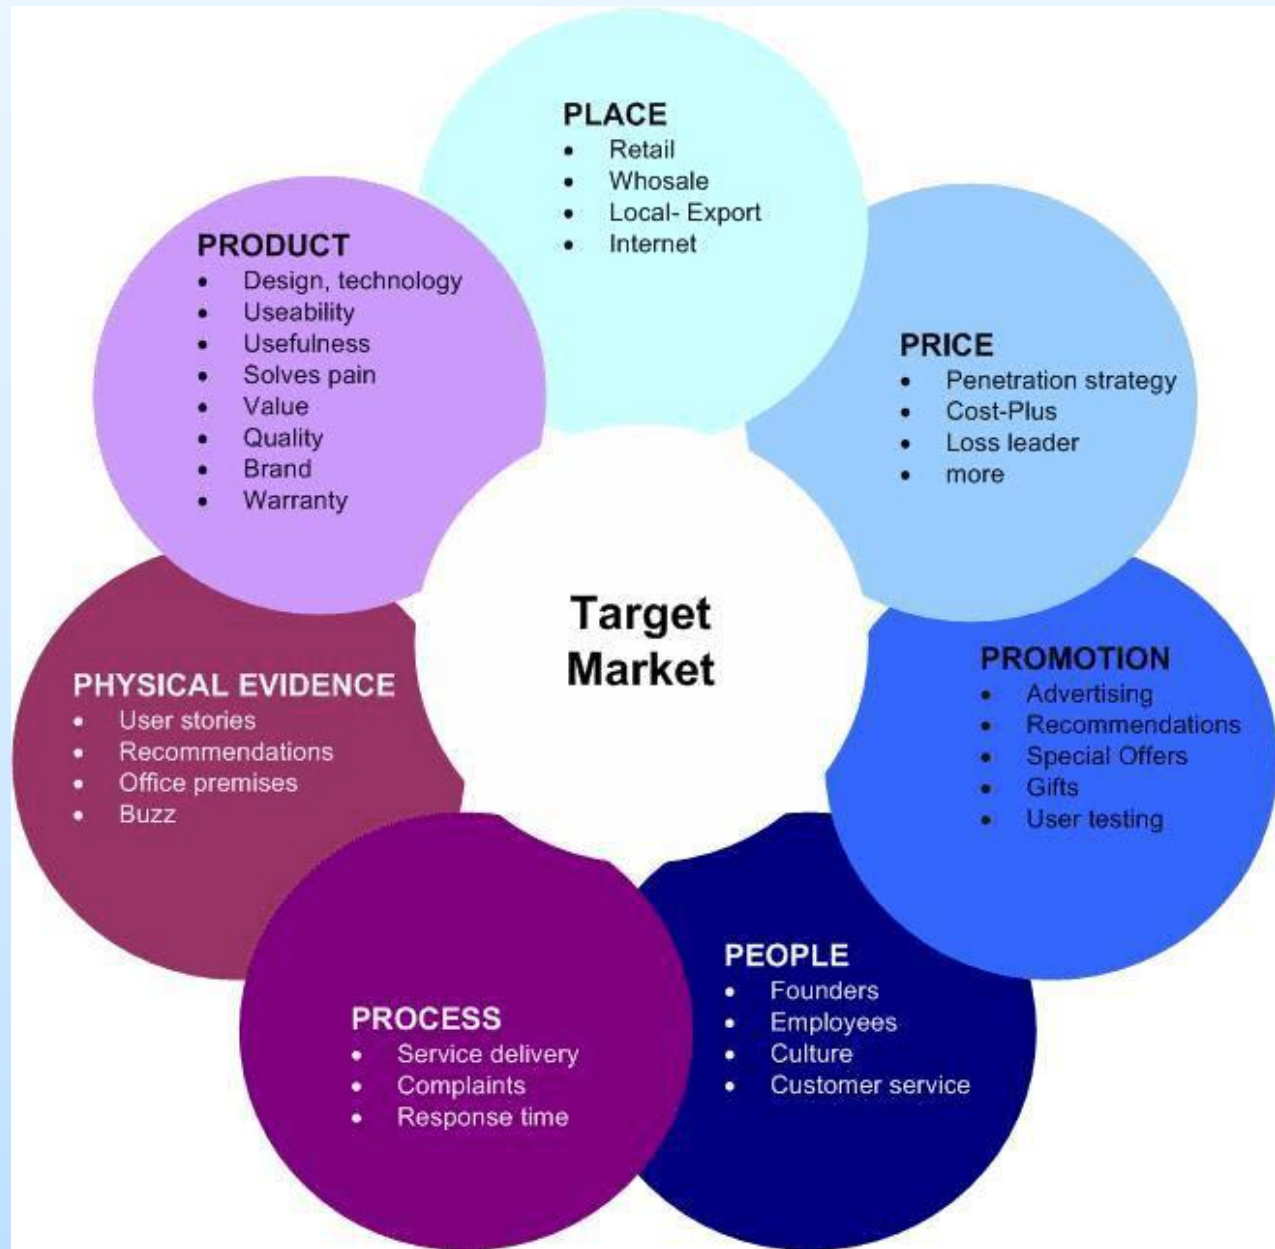 PLACE
• Retail
• Whosale
• Local- Export
• Internet
PRICE
• Penetration strategy
• Cost-Plus
• Loss leader
• more
PROMOTION
• Advertising
• Recommendations
• Special Offers
• Gifts
• User testing
PEOPLE
• Founders
• Employees
• Culture
• Customer service
PROCESS
• Service delivery
• Complaints
• Response time
PHYSICAL EVIDENCE
• User stories
• Recommendations
• Office premises
• Buzz
PRODUCT
• Design, technology
• Useability
• Usefulness
• Solves pain
• Value
• Quality
• Brand
• Warranty
Target
Market